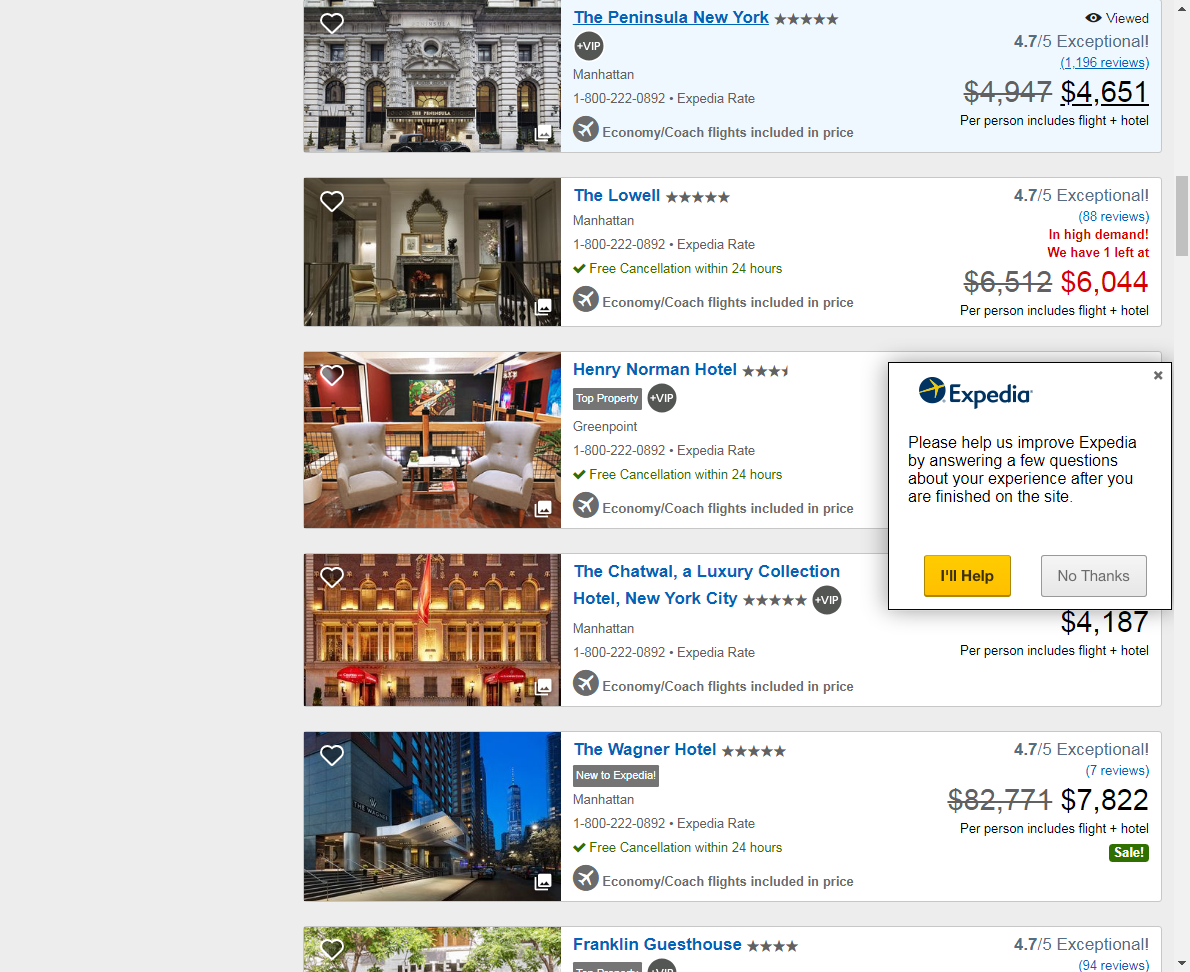 The Peninsula New York
Viewed
+VIP
4.7/5 Exceptional!
(1,196 reviews)
Manhattan
$4,947 $4,651
1-800-222-0892 • Expedia Rate
Per person includes flight + hotel
Economy/Coach flights included in price
THE PENINSULA
The Lowell
4.7/5 Exceptional!
Manhattan
(88 reviews)
In high demand!
1-800-222-0892 • Expedia Rate
We have 1 left at
Free Cancellation within 24 hours
$6,512 $6,044
Economy/Coach flights included in price
Per person includes flight + hotel
Henry Norman Hotel
Top Property +VIP
Greenpoint
1-800-222-0892 • Expedia Rate
Free Cancellation within 24 hours
Economy/Coach flights included in price
Expedia
Please help us improve Expedia
by answering a few questions
about your experience after you
are finished on the site.
I'll Help No Thanks
The Chatwal, a Luxury Collection
Hotel, New York City +VIP
Manhattan
$4,187
1-800-222-0892 • Expedia Rate
Per person includes flight + hotel
Economy/Coach flights included in price
The Wagner Hotel
4.7/5 Exceptional!
New to Expedia!
(7 reviews)
Manhattan
$82,771 $7,822
1-800-222-0892 • Expedia Rate
Per person includes flight + hotel
Free Cancellation within 24 hours
Sale!
Economy/Coach flights included in price
THE WAGNER
Franklin Guesthouse
4.7/5 Exceptional!
(94 reviews)
Top Property +VIP